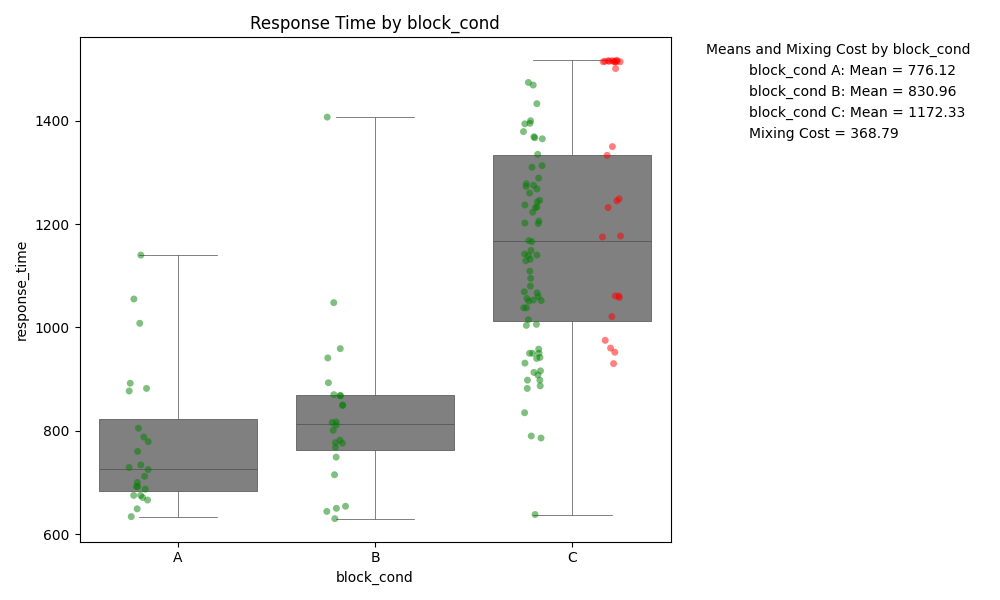 Response Time by block_cond
Means and Mixing Cost by block_cond
block_cond A: Mean = 776.12
block_cond B: Mean = 830.96
block_cond C: Mean = 1172.33
Mixing Cost = 368.79
response_time
1400
1200
1000
800
600
A
B
C
block_cond